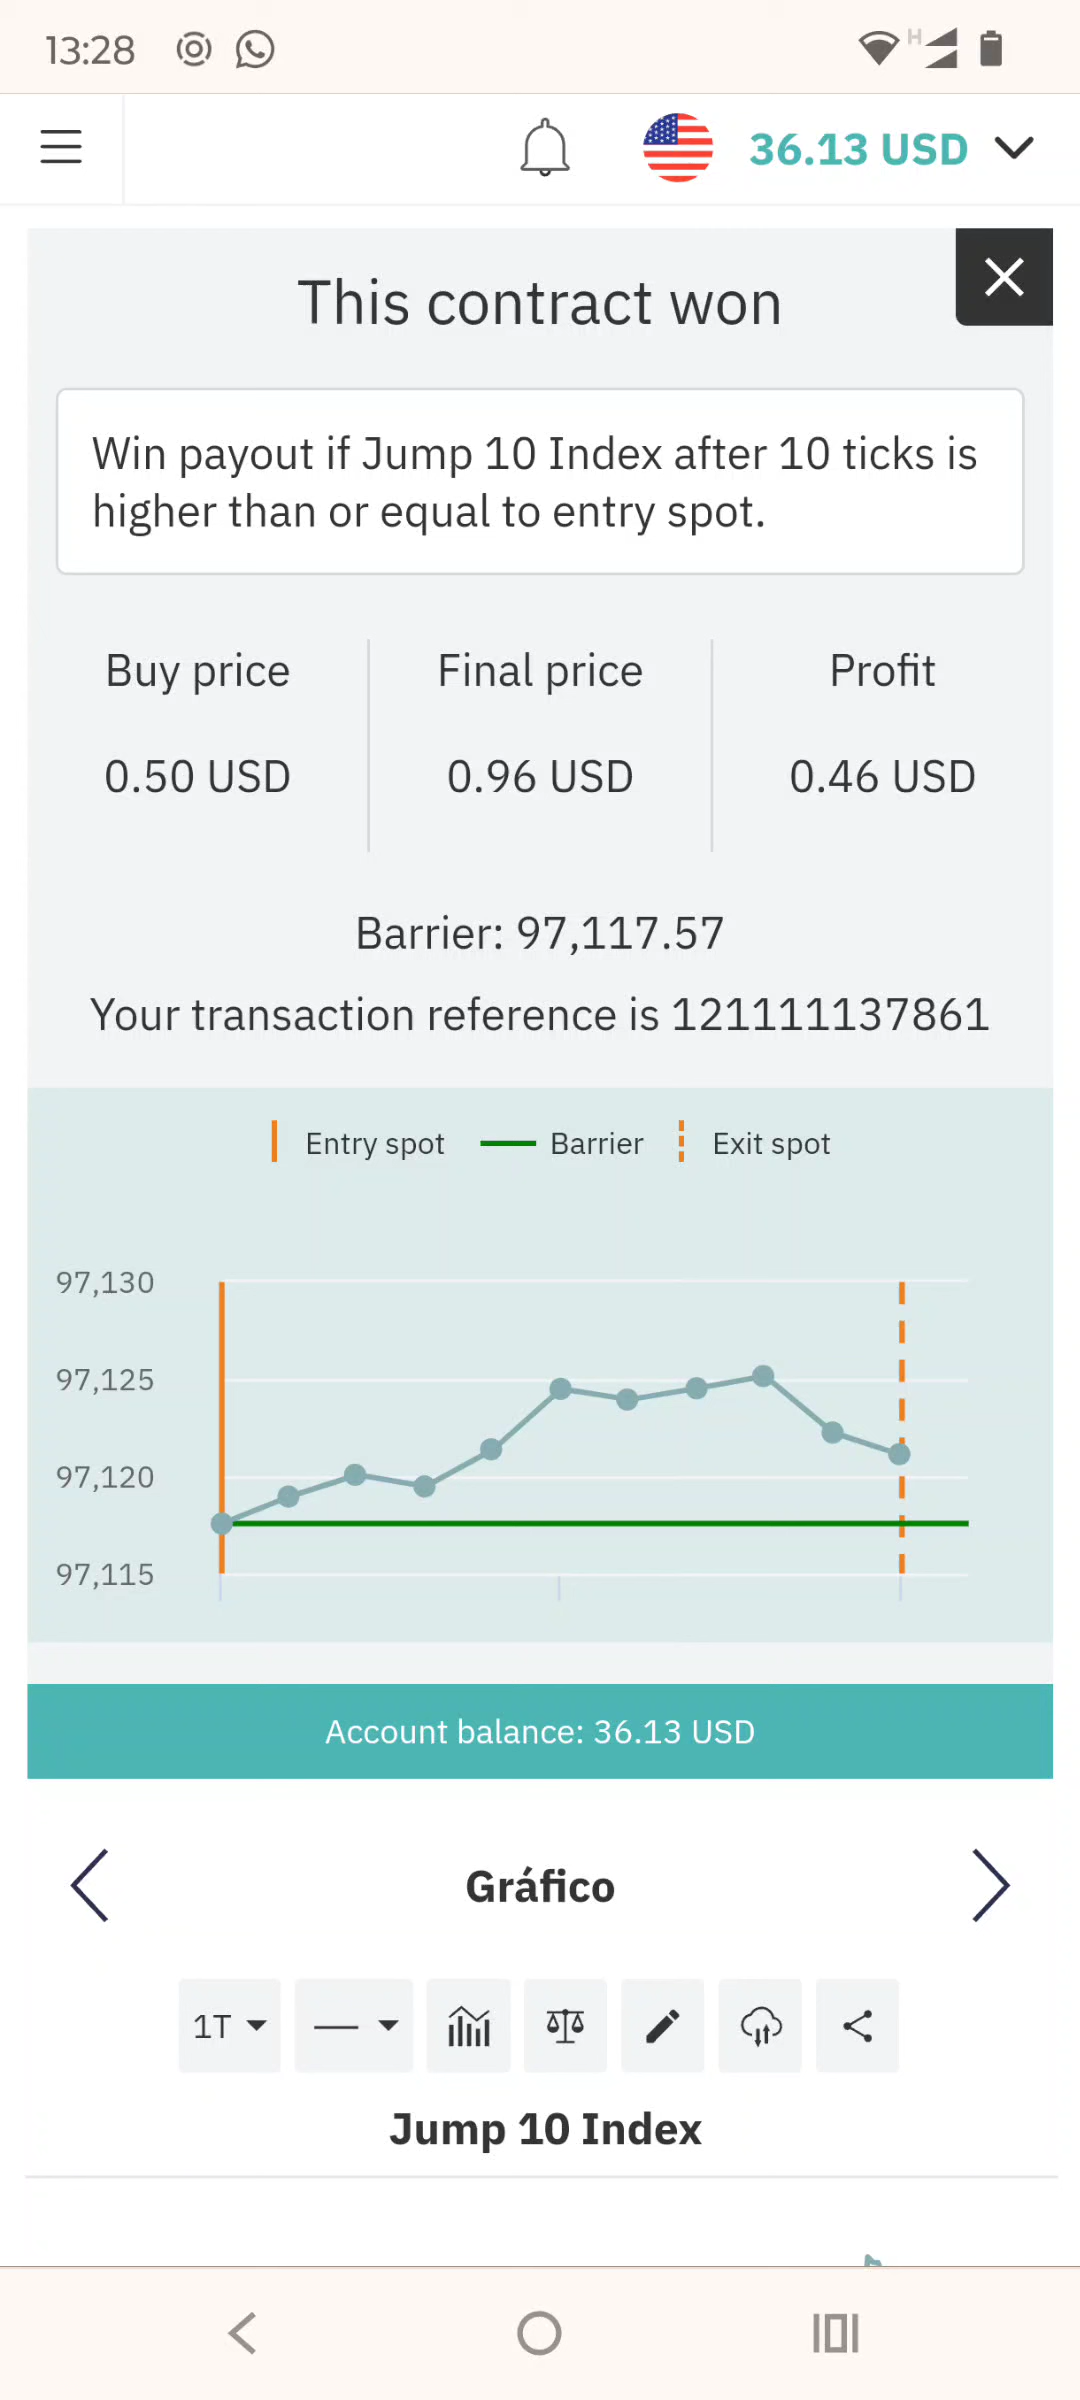 13:28
H
36.13 USD
This contract won
Win payout if Jump 10 Index after 10 ticks is
higher than or equal to entry spot.
Buy price Final price Profit
0.50 USD 0.96 USD 0.46 USD
Barrier: 97,117.57
Your transaction reference is 121111137861
Entry spot Barrier Exit spot
97,130
97,125
97,120
97,115
Account balance: 36.13 USD
Gráfico
1T
Jump 10 Index